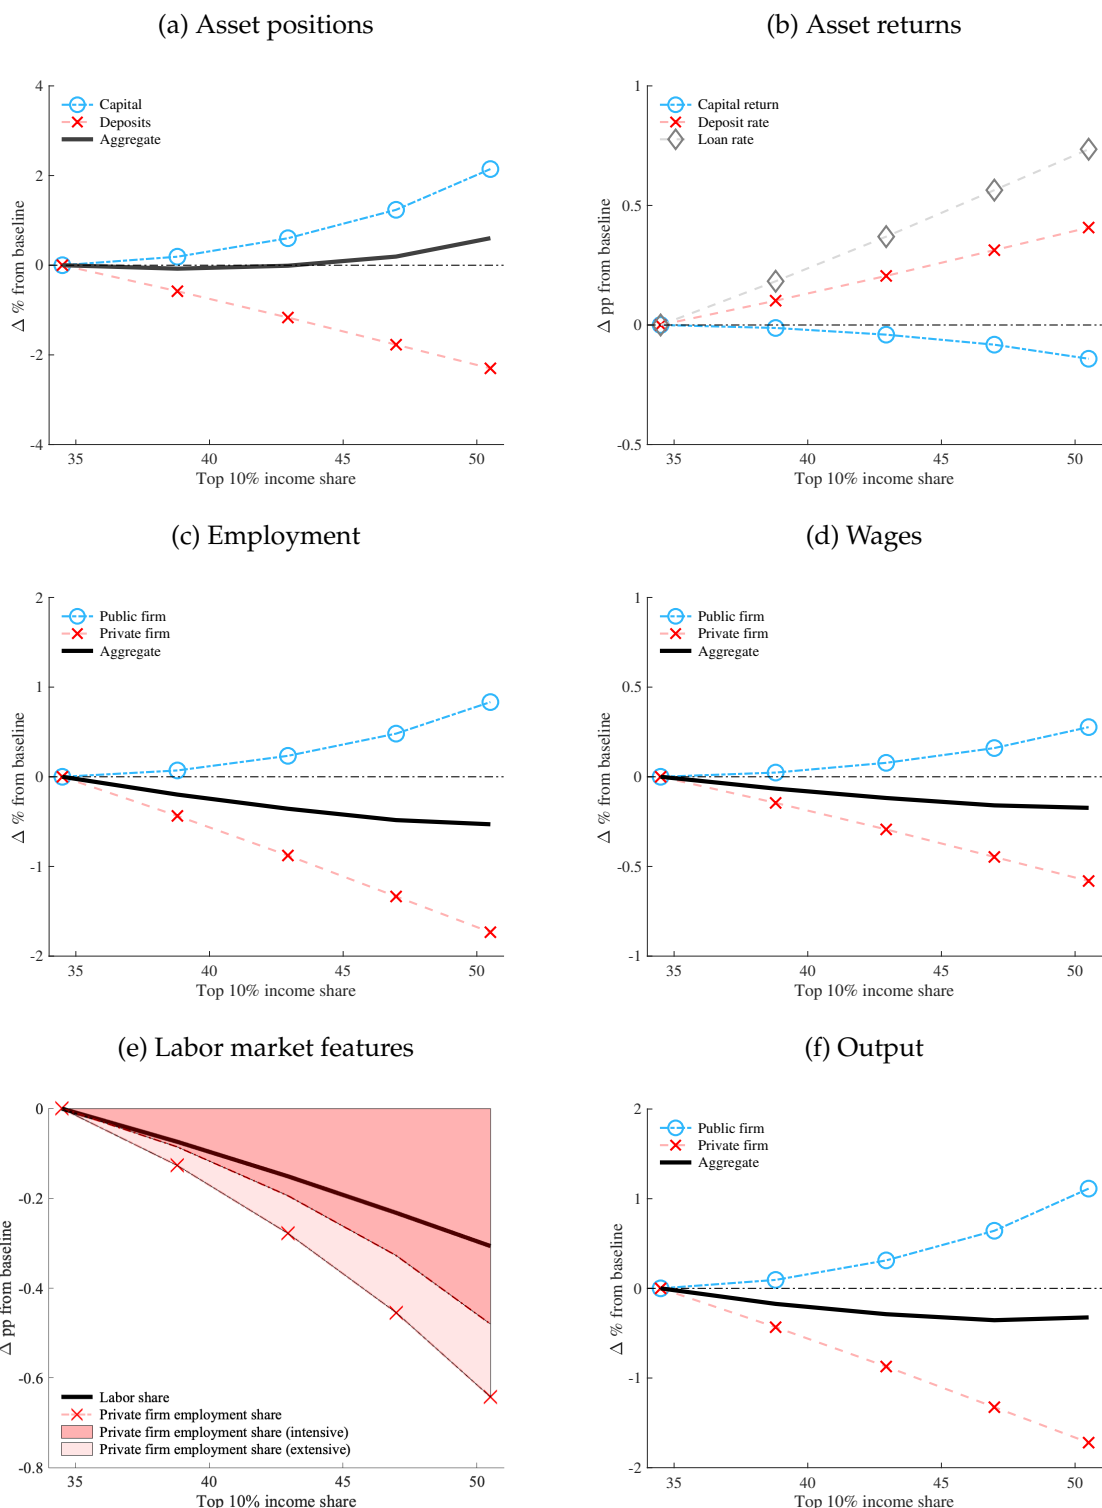 (a) Asset positions
4
2
0
-2
-4
Δ % from baseline
Capital
Deposits
Aggregate
35 40 45 50
Top 10% income share
(b) Asset returns
1
0.5
0
-0.5
Δ pp from baseline
Capital return
Deposit rate
Loan rate
35 40 45 50
Top 10% income share
(c) Employment
2
1
0
-1
-2
Δ % from baseline
Public firm
Private firm
Aggregate
35 40 45 50
Top 10% income share
(d) Wages
1
0.5
0
-0.5
-1
Δ % from baseline
Public firm
Private firm
Aggregate
35 40 45 50
Top 10% income share
(e) Labor market features
0
-0.2
-0.4
-0.6
-0.8
Δ pp from baseline
Labor share
Private firm employment share
Private firm employment share (intensive)
Private firm employment share (extensive)
35 40 45 50
Top 10% income share
(f) Output
2
1
0
-1
-2
Δ % from baseline
Public firm
Private firm
Aggregate
35 40 45 50
Top 10% income share